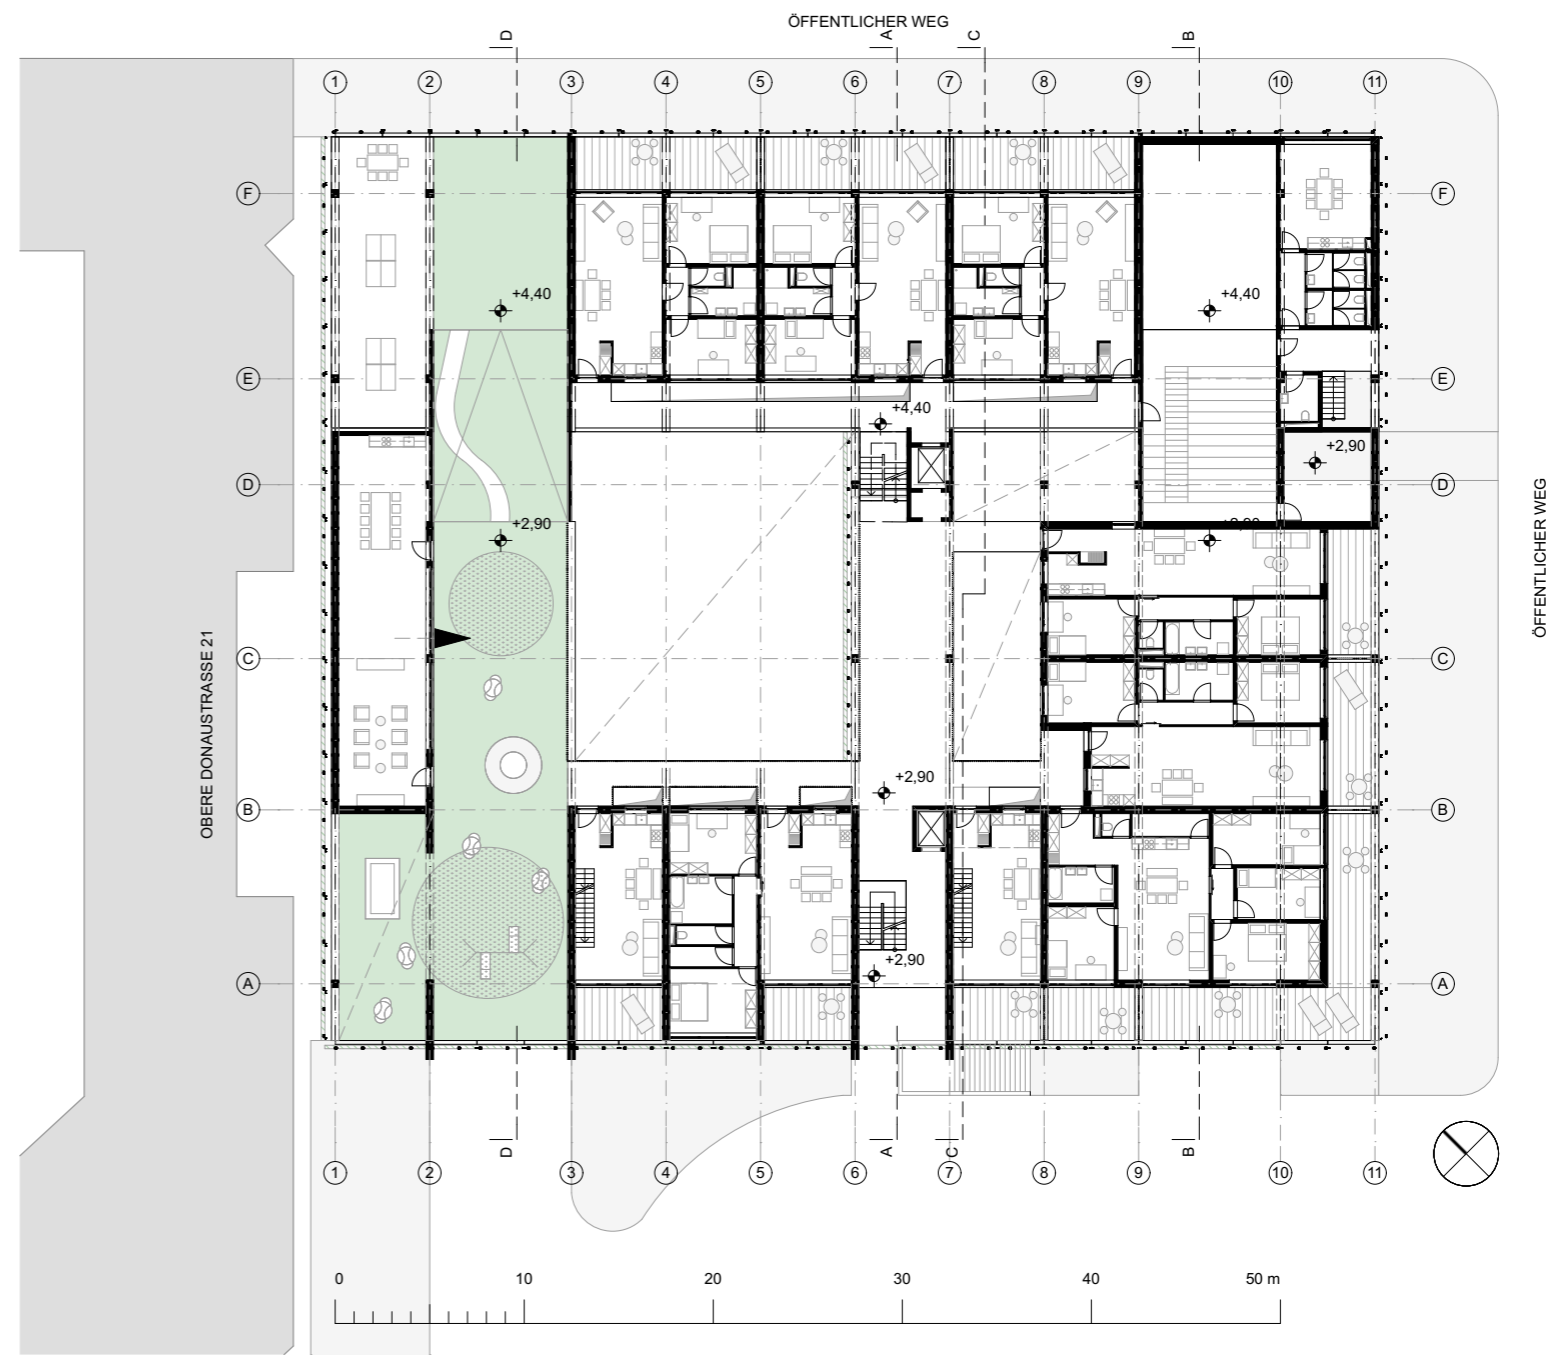 ÖFFENTLICHER WEG
D
A
C
B
1 2 3 4 5 6 7 8 9 10 11
F F
+4,40 +4,40
E E
+4,40
+2,90
D D
+2,90
ÖFFENTLICHER WEG
OBERE DONAUSTRASSE 21
C C
+2,90
B B
+2,90
A A
D
A
C
B
1 2 3 4 5 6 7 8 9 10 11
0 10 20 30 40 50 m